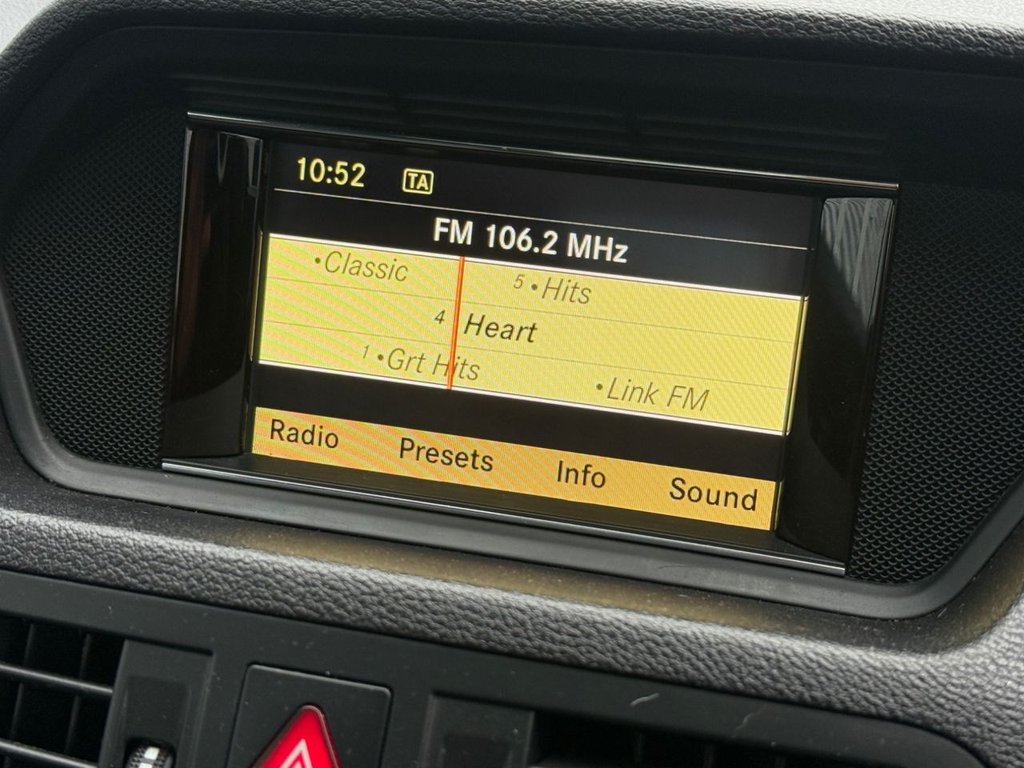 10:52 TA
FM 106.2 MHz
•Classic 5 •Hits
4 Heart
1 •Grt Hits •Link FM
Radio Presets Info Sound